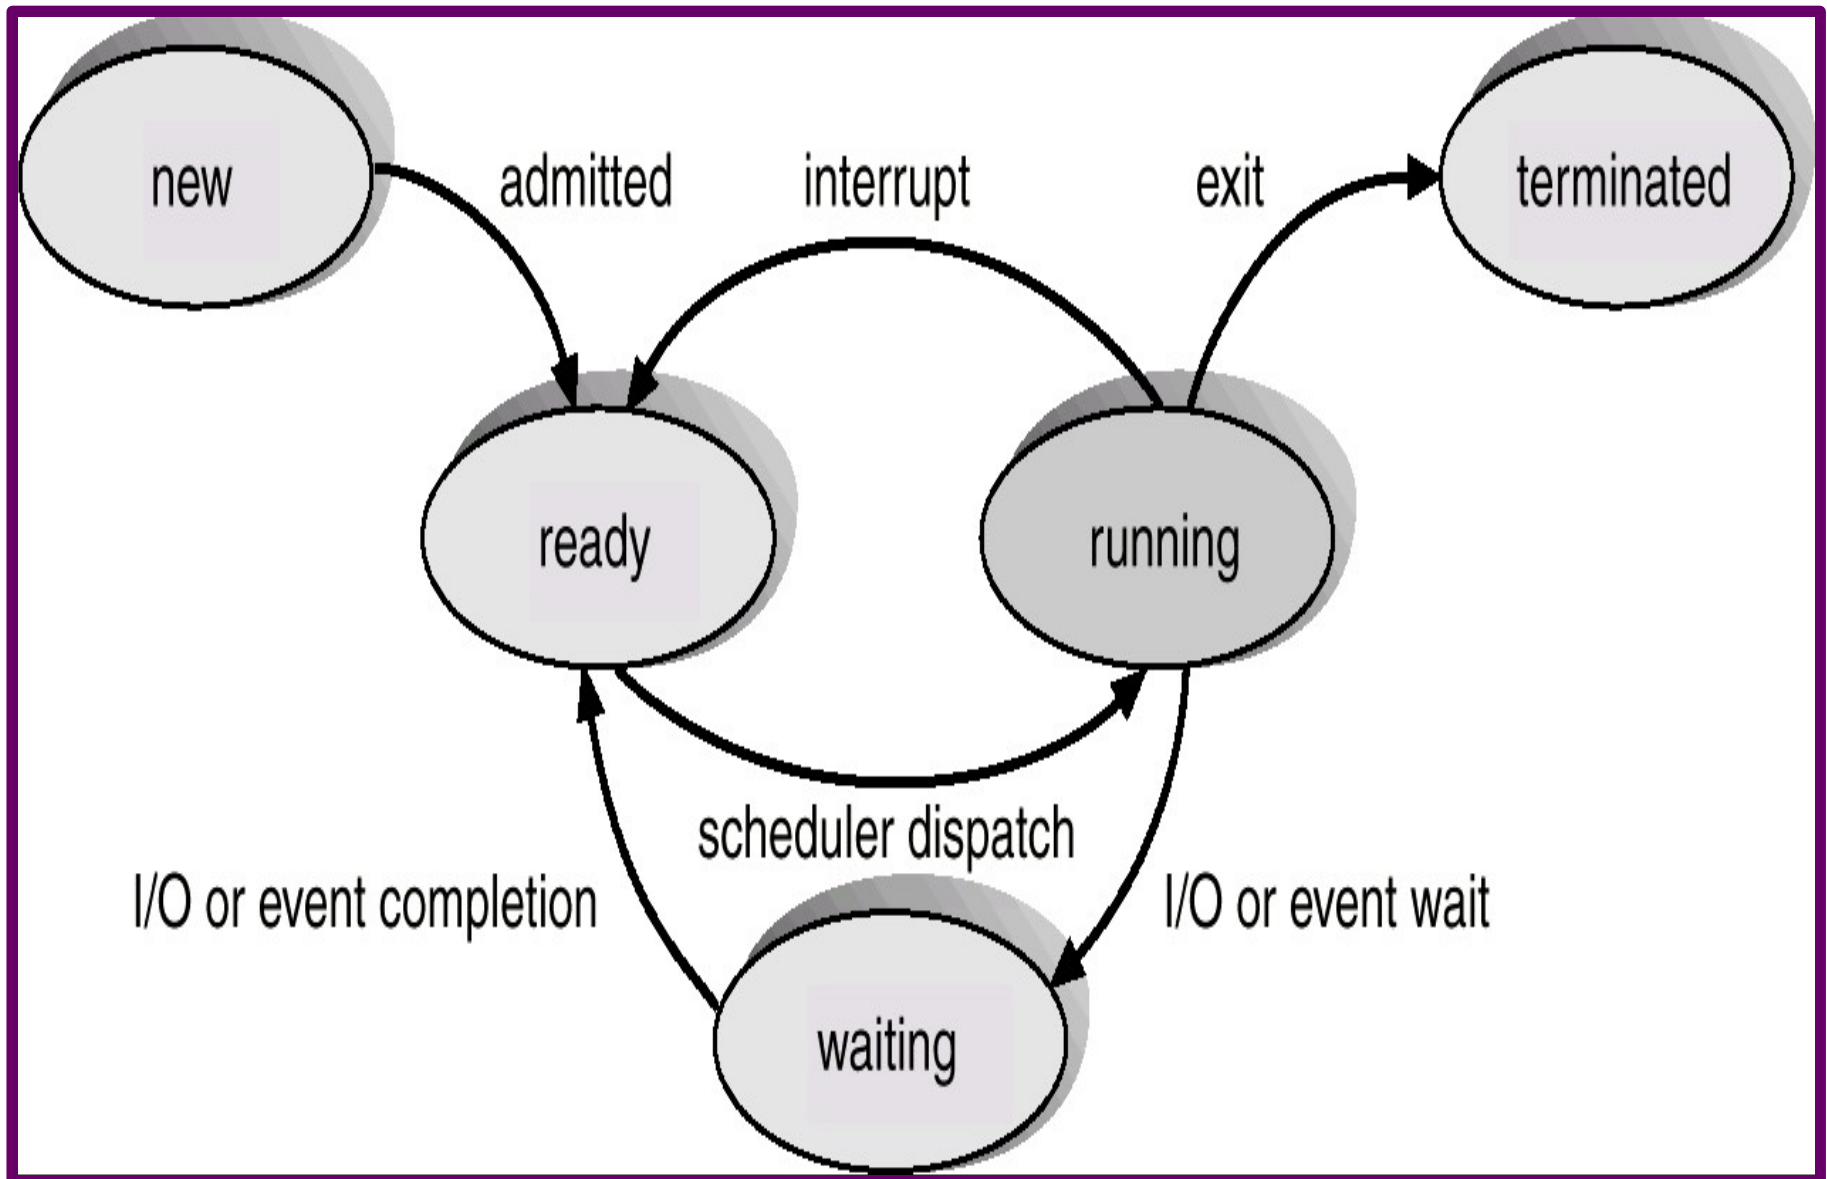 new
admitted
interrupt
exit
terminated
ready
running
scheduler dispatch
I/O or event completion
I/O or event wait
waiting